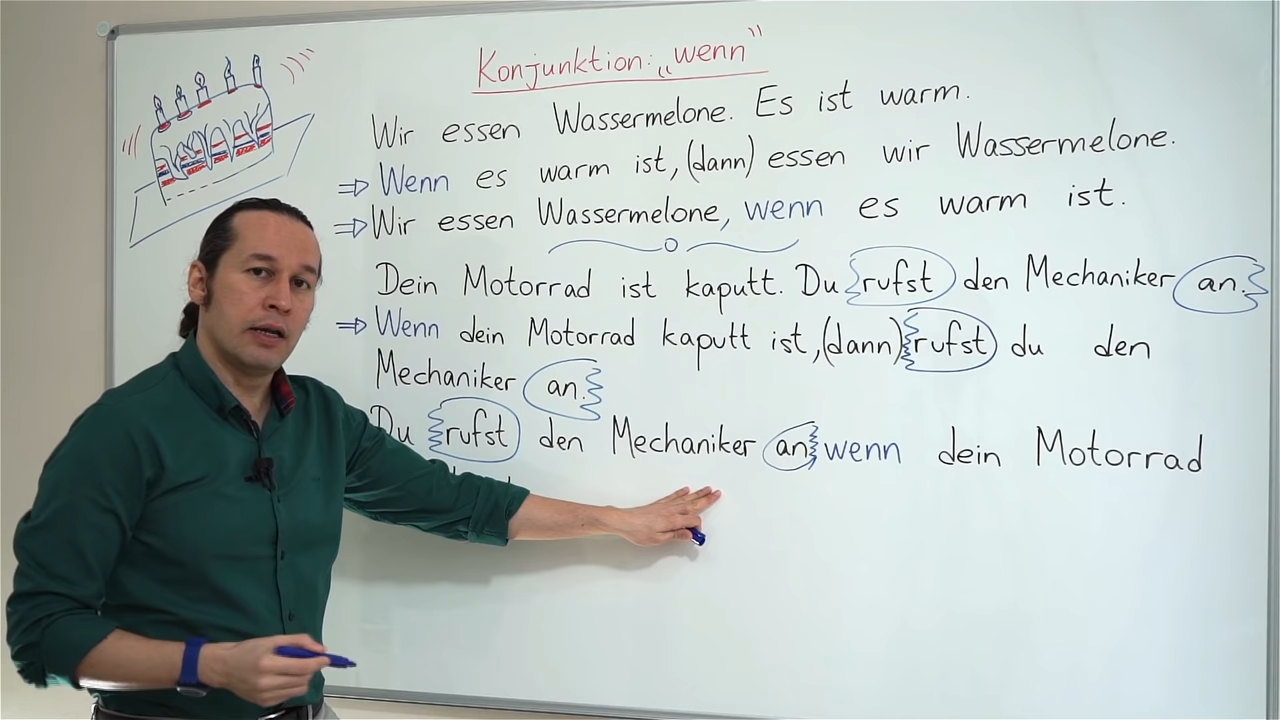 Konjunktion: „wenn“
Wir essen Wassermelone. Es ist warm.
⇒ Wenn es warm ist, (dann) essen wir Wassermelone.
⇒ Wir essen Wassermelone, wenn es warm ist.
Dein Motorrad ist kaputt. Du rufst den Mechaniker an.
⇒ Wenn dein Motorrad kaputt ist, (dann) rufst du den
Mechaniker an.
Du rufst den Mechaniker an wenn dein Motorrad